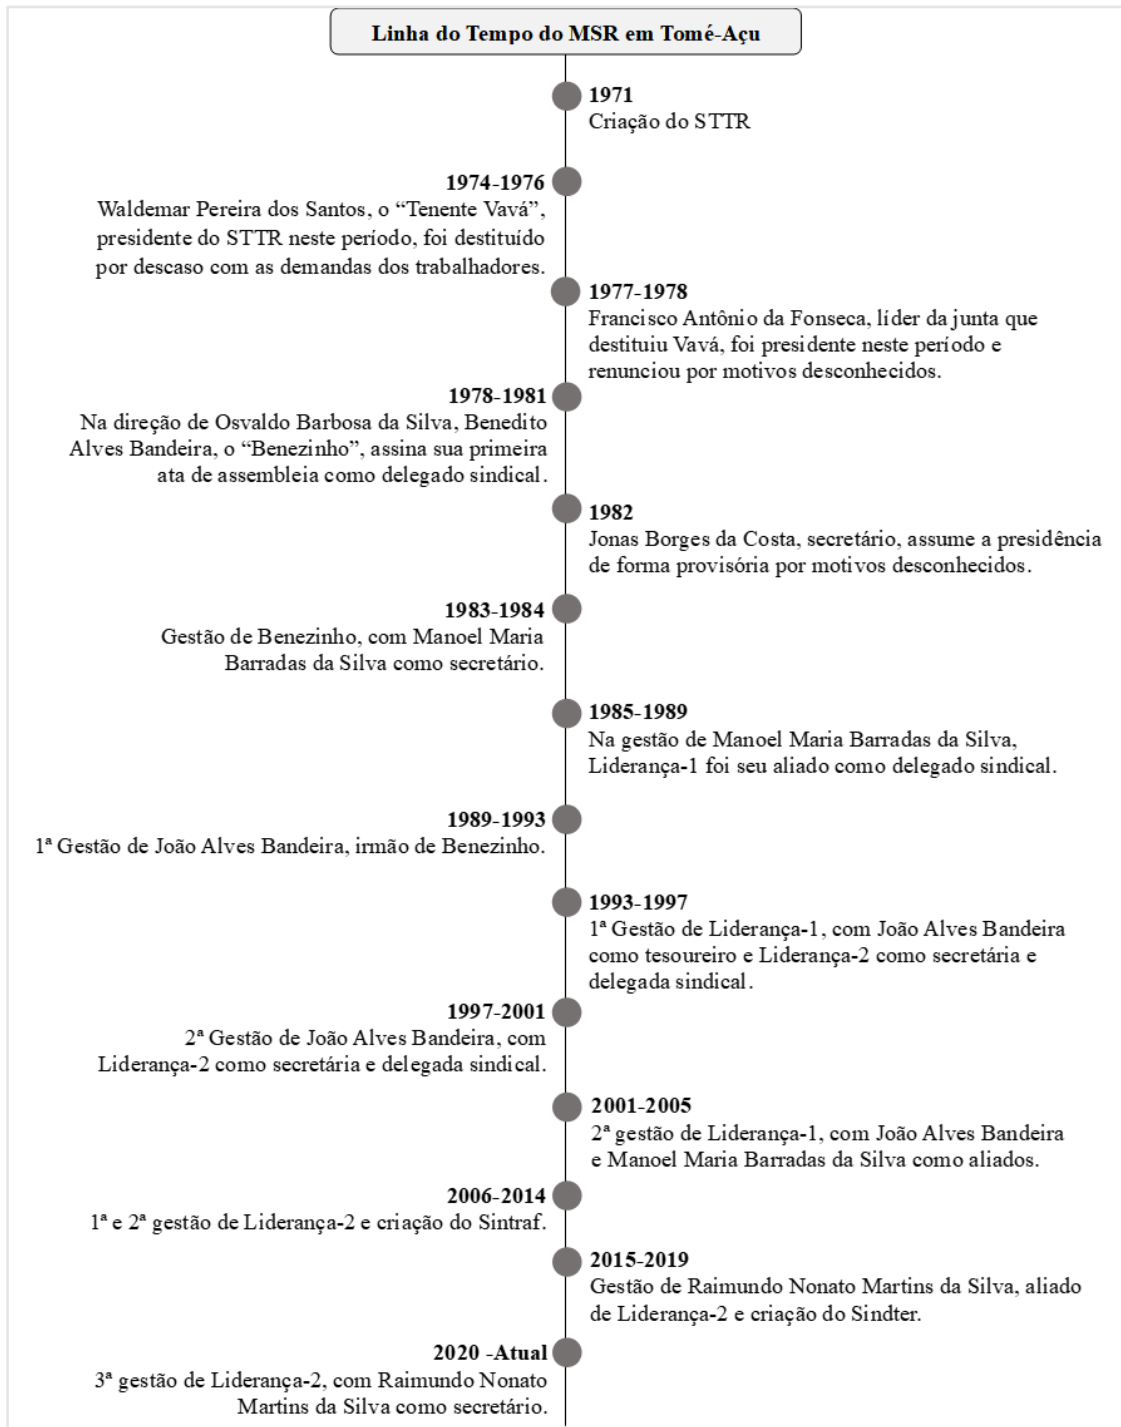 Linha do Tempo do MSR em Tomé-Açu
1971
Criação do STTR
1974-1976
Waldemar Pereira dos Santos, o “Tenente Vavá”,
presidente do STTR neste período, foi destituído
por descaso com as demandas dos trabalhadores.
1977-1978
Francisco Antônio da Fonseca, líder da junta que
destituiu Vavá, foi presidente neste período e
renunciou por motivos desconhecidos.
1978-1981
Na direção de Osvaldo Barbosa da Silva, Benedito
Alves Bandeira, o “Benezinho”, assina sua primeira
ata de assembleia como delegado sindical.
1982
Jonas Borges da Costa, secretário, assume a presidência
de forma provisória por motivos desconhecidos.
1983-1984
Gestão de Benezinho, com Manoel Maria
Barradas da Silva como secretário.
1985-1989
Na gestão de Manoel Maria Barradas da Silva,
Liderança-1 foi seu aliado como delegado sindical.
1989-1993
1ª Gestão de João Alves Bandeira, irmão de Benezinho.
1993-1997
1ª Gestão de Liderança-1, com João Alves Bandeira
como tesoureiro e Liderança-2 como secretária e
delegada sindical.
1997-2001
2ª Gestão de João Alves Bandeira, com
Liderança-2 como secretária e delegada sindical.
2001-2005
2ª gestão de Liderança-1, com João Alves Bandeira
e Manoel Maria Barradas da Silva como aliados.
2006-2014
1ª e 2ª gestão de Liderança-2 e criação do Sintraf.
2015-2019
Gestão de Raimundo Nonato Martins da Silva, aliado
de Liderança-2 e criação do Sindter.
2020 -Atual
3ª gestão de Liderança-2, com Raimundo Nonato
Martins da Silva como secretário.